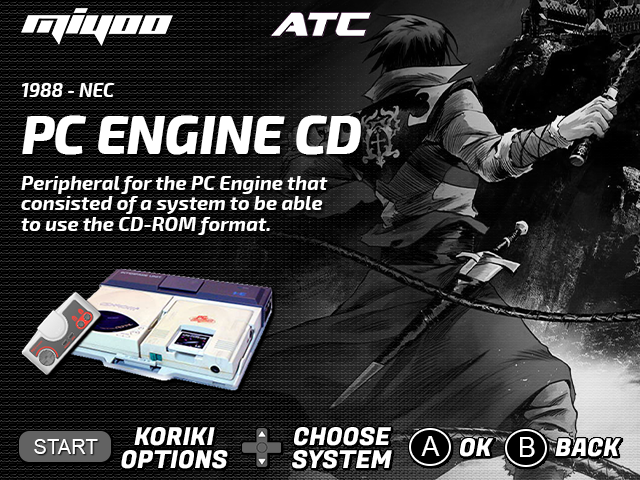 miyoo
ATC
1988 - NEC
PC ENGINE CD
Peripheral for the PC Engine that
consisted of a system to be able
to use the CD-ROM format.
START
KORIKI
OPTIONS
CHOOSE
SYSTEM
A OK
B BACK